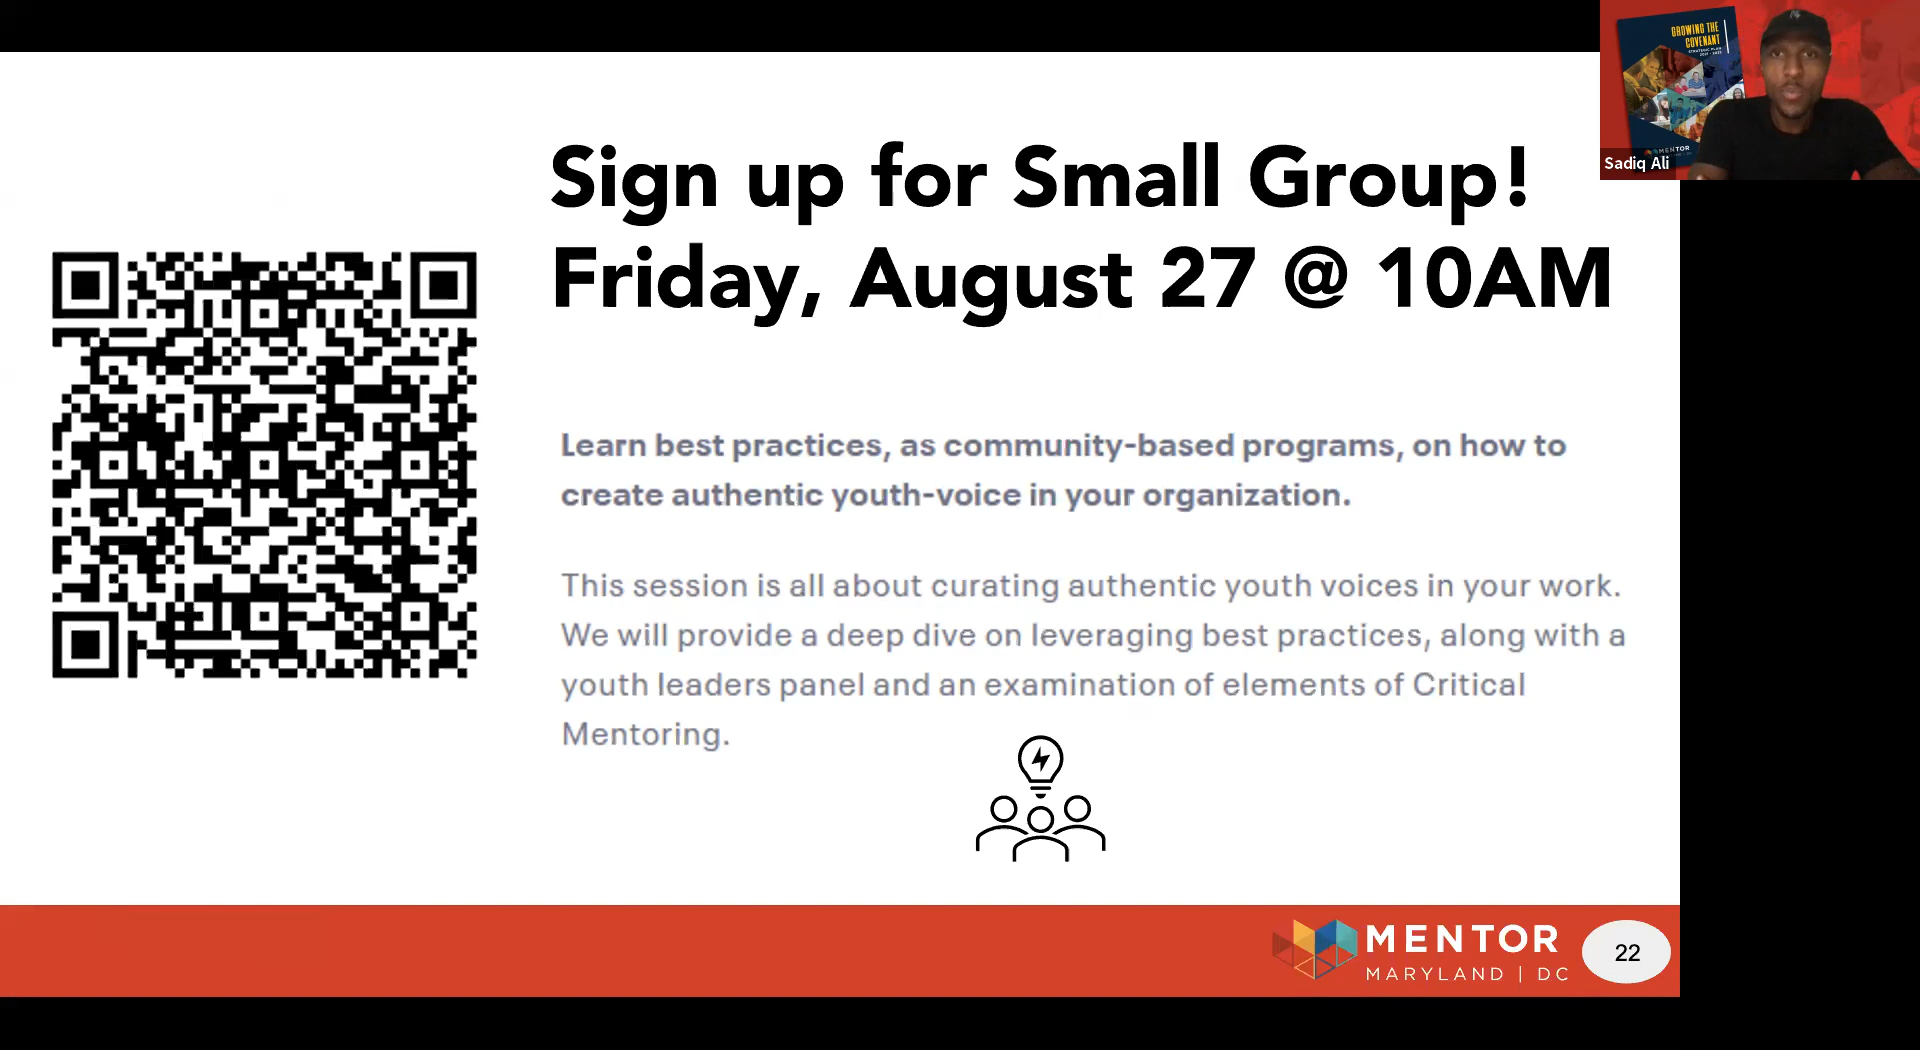 Sign up for Small Group!
Friday, August 27 @ 10AM
Learn best practices, as community-based programs, on how to
create authentic youth-voice in your organization.
This session is all about curating authentic youth voices in your work.
We will provide a deep dive on leveraging best practices, along with a
youth leaders panel and an examination of elements of Critical
Mentoring.
MENTOR
MARYLAND | DC
22
GROWING THE
COVENANT
STRATEGIC PLAN
MENTOR
Sadiq Ali